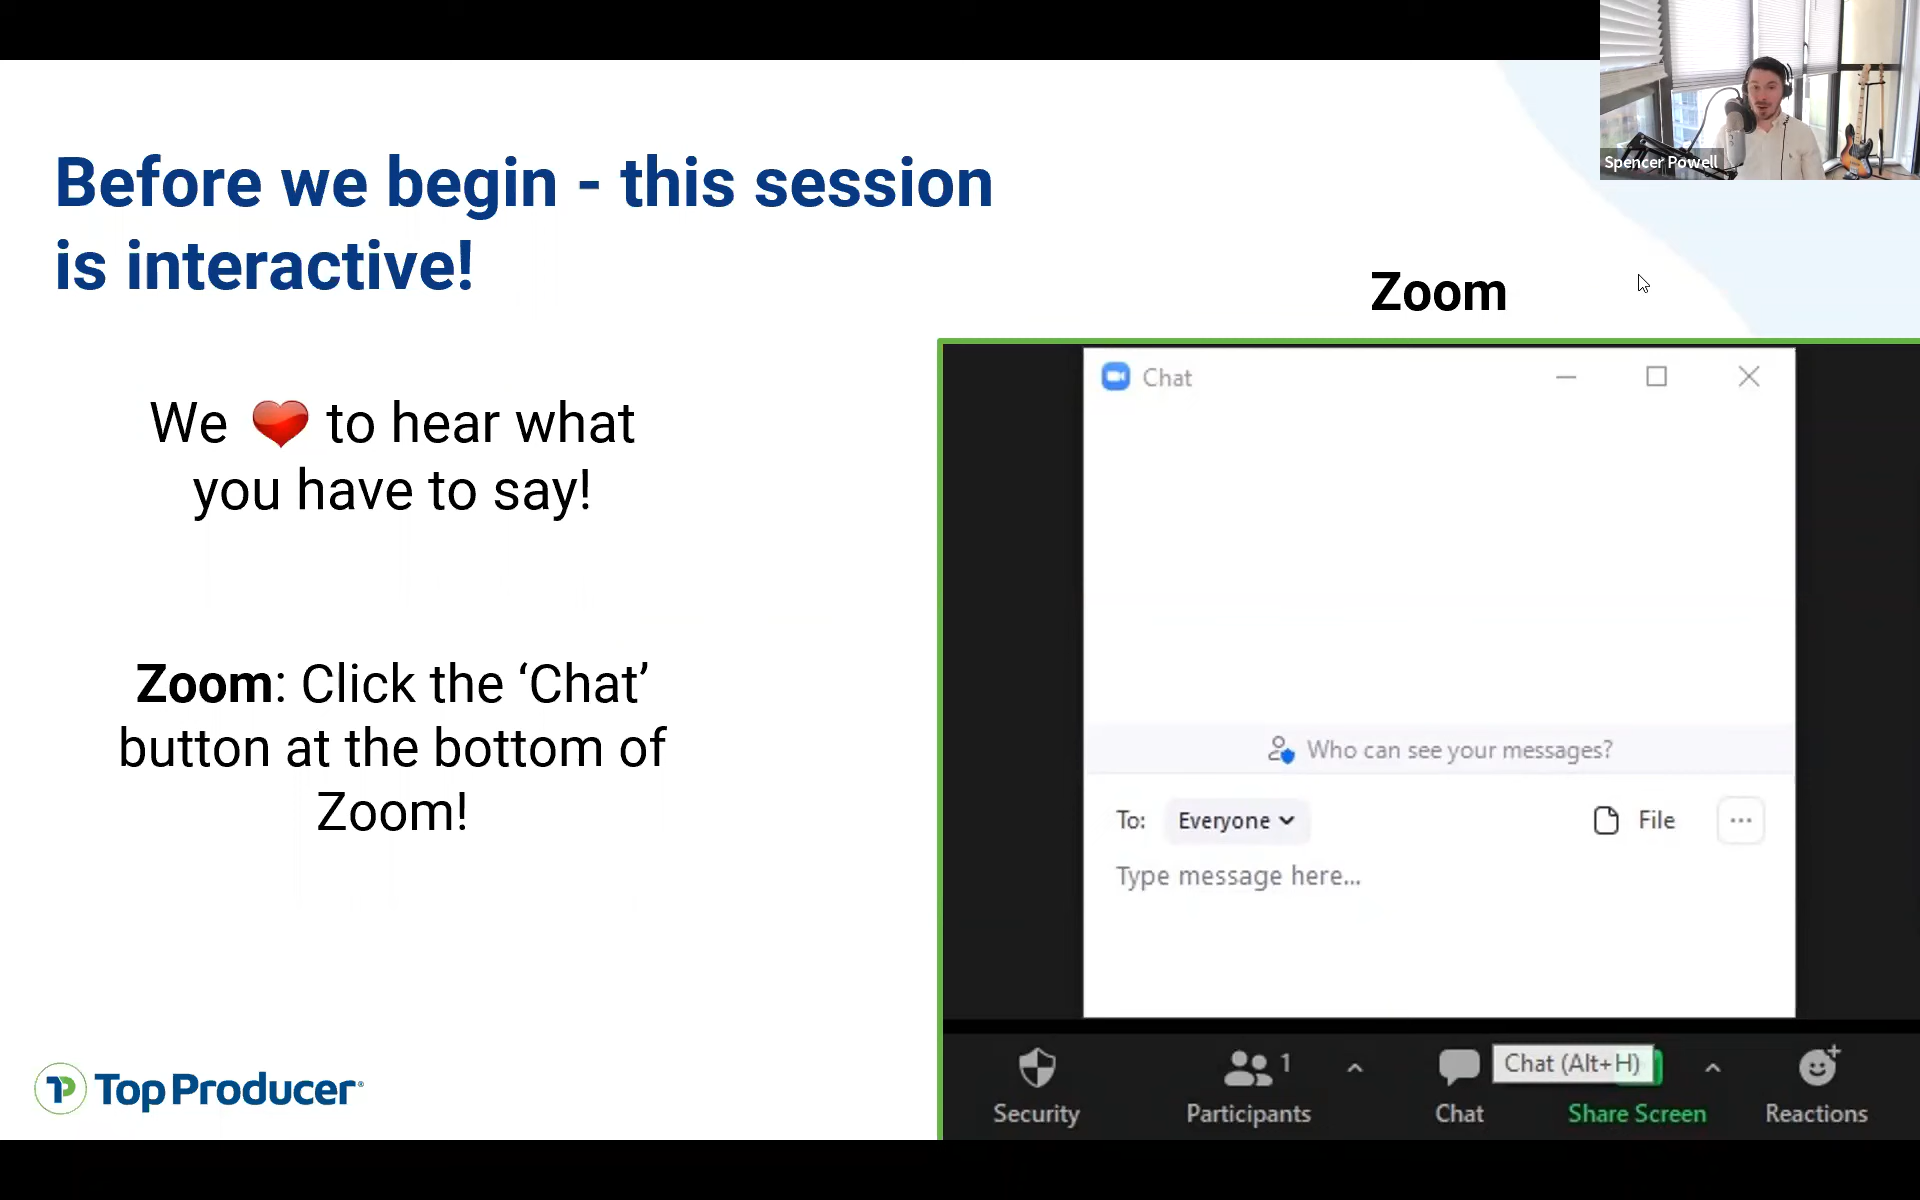 Spencer Powell
Before we begin - this session
is interactive!
We ❤ to hear what
you have to say!
Zoom: Click the ‘Chat’
button at the bottom of
Zoom!
Top Producer®
Zoom
Chat
Who can see your messages?
To: Everyone File
Type message here...
1 Chat (Alt+H)
Security Participants Chat Share Screen Reactions